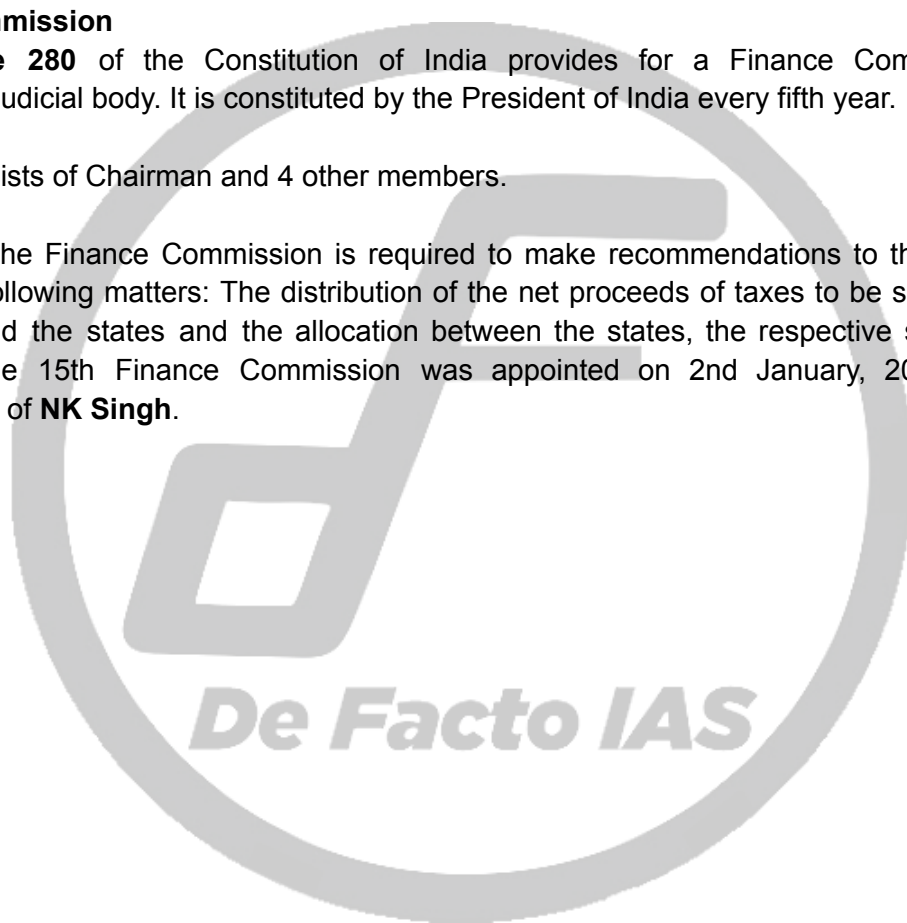 nmission
e 280 of the Constitution of India provides for a Finance Com
udicial body. It is constituted by the President of India every fifth year.
ists of Chairman and 4 other members.
he Finance Commission is required to make recommendations to th
ollowing matters: The distribution of the net proceeds of taxes to be s
d the states and the allocation between the states, the respective s
e 15th Finance Commission was appointed on 2nd January, 20
of NK Singh.
De Facto IAS